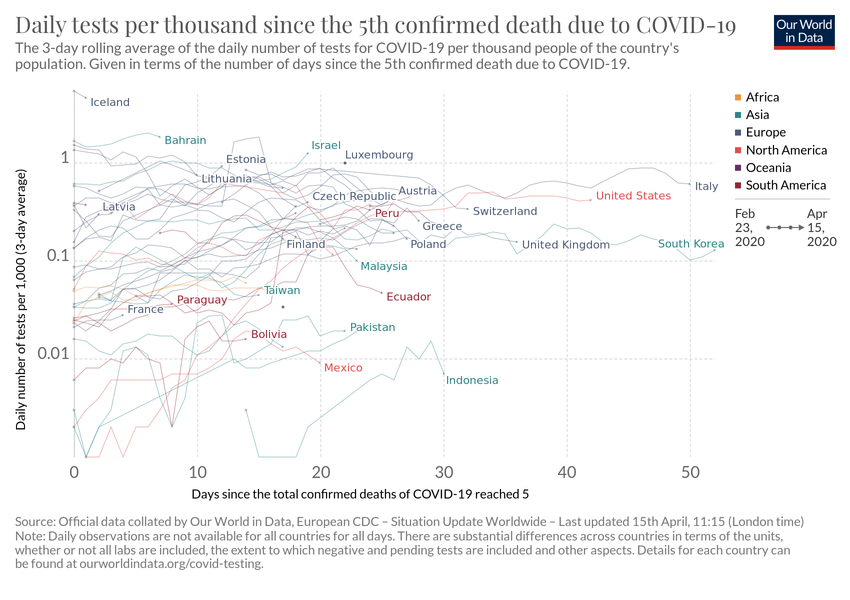 Daily tests per thousand since the 5th confirmed death due to COVID-19
Our World
in Data
The 3-day rolling average of the daily number of tests for COVID-19 per thousand people of the country's
population. Given in terms of the number of days since the 5th confirmed death due to COVID-19.
Daily number of tests per 1,000 (3-day average)
1
0.1
0.01
Iceland
Bahrain
Israel
Luxembourg
Estonia
Lithuania
Austria
Italy
Czech Republic
United States
Latvia
Peru
Switzerland
Greece
Finland
Poland
United Kingdom
South Korea
Malaysia
Taiwan
Ecuador
Paraguay
France
Pakistan
Bolivia
Mexico
Indonesia
Africa
Asia
Europe
North America
Oceania
South America
Feb
23,
2020
Apr
15,
2020
0
10
20
30
40
50
Days since the total confirmed deaths of COVID-19 reached 5
Source: Official data collated by Our World in Data, European CDC – Situation Update Worldwide – Last updated 15th April, 11:15 (London time)
Note: Daily observations are not available for all countries for all days. There are substantial differences across countries in terms of the units,
whether or not all labs are included, the extent to which negative and pending tests are included and other aspects. Details for each country can
be found at ourworldindata.org/covid-testing.